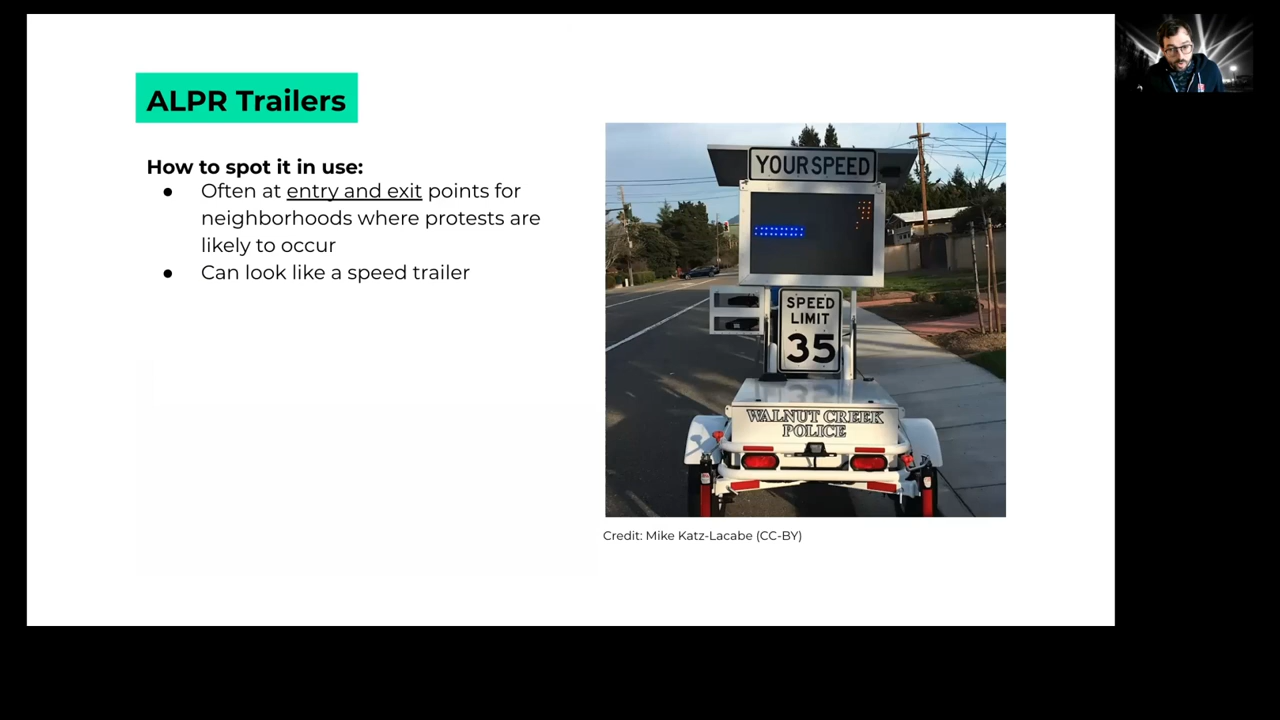 ALPR Trailers
How to spot it in use:
● Often at entry and exit points for
neighborhoods where protests are
likely to occur
● Can look like a speed trailer
YOUR SPEED
SPEED
LIMIT
35
WALNUT CREEK
POLICE
Credit: Mike Katz-Lacabe (CC-BY)